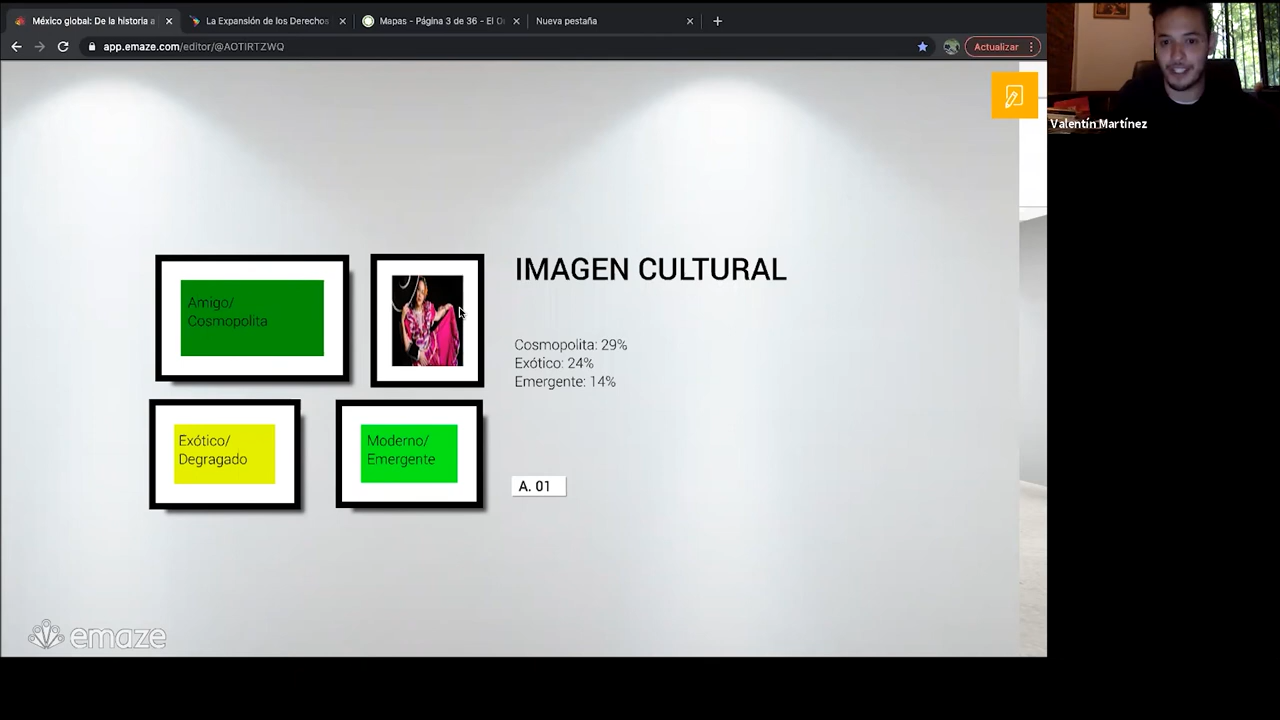 México global: De la historia a
La Expansión de los Derechos
Mapas - Página 3 de 36 - El O
Nueva pestaña
app.emaze.com/editor/@AOTIRTZWQ
Actualizar
Valentín Martínez
Amigo/
Cosmopolita
IMAGEN CULTURAL
Cosmopolita: 29%
Exótico: 24%
Emergente: 14%
Exótico/
Degragado
Moderno/
Emergente
A. 01
emaze